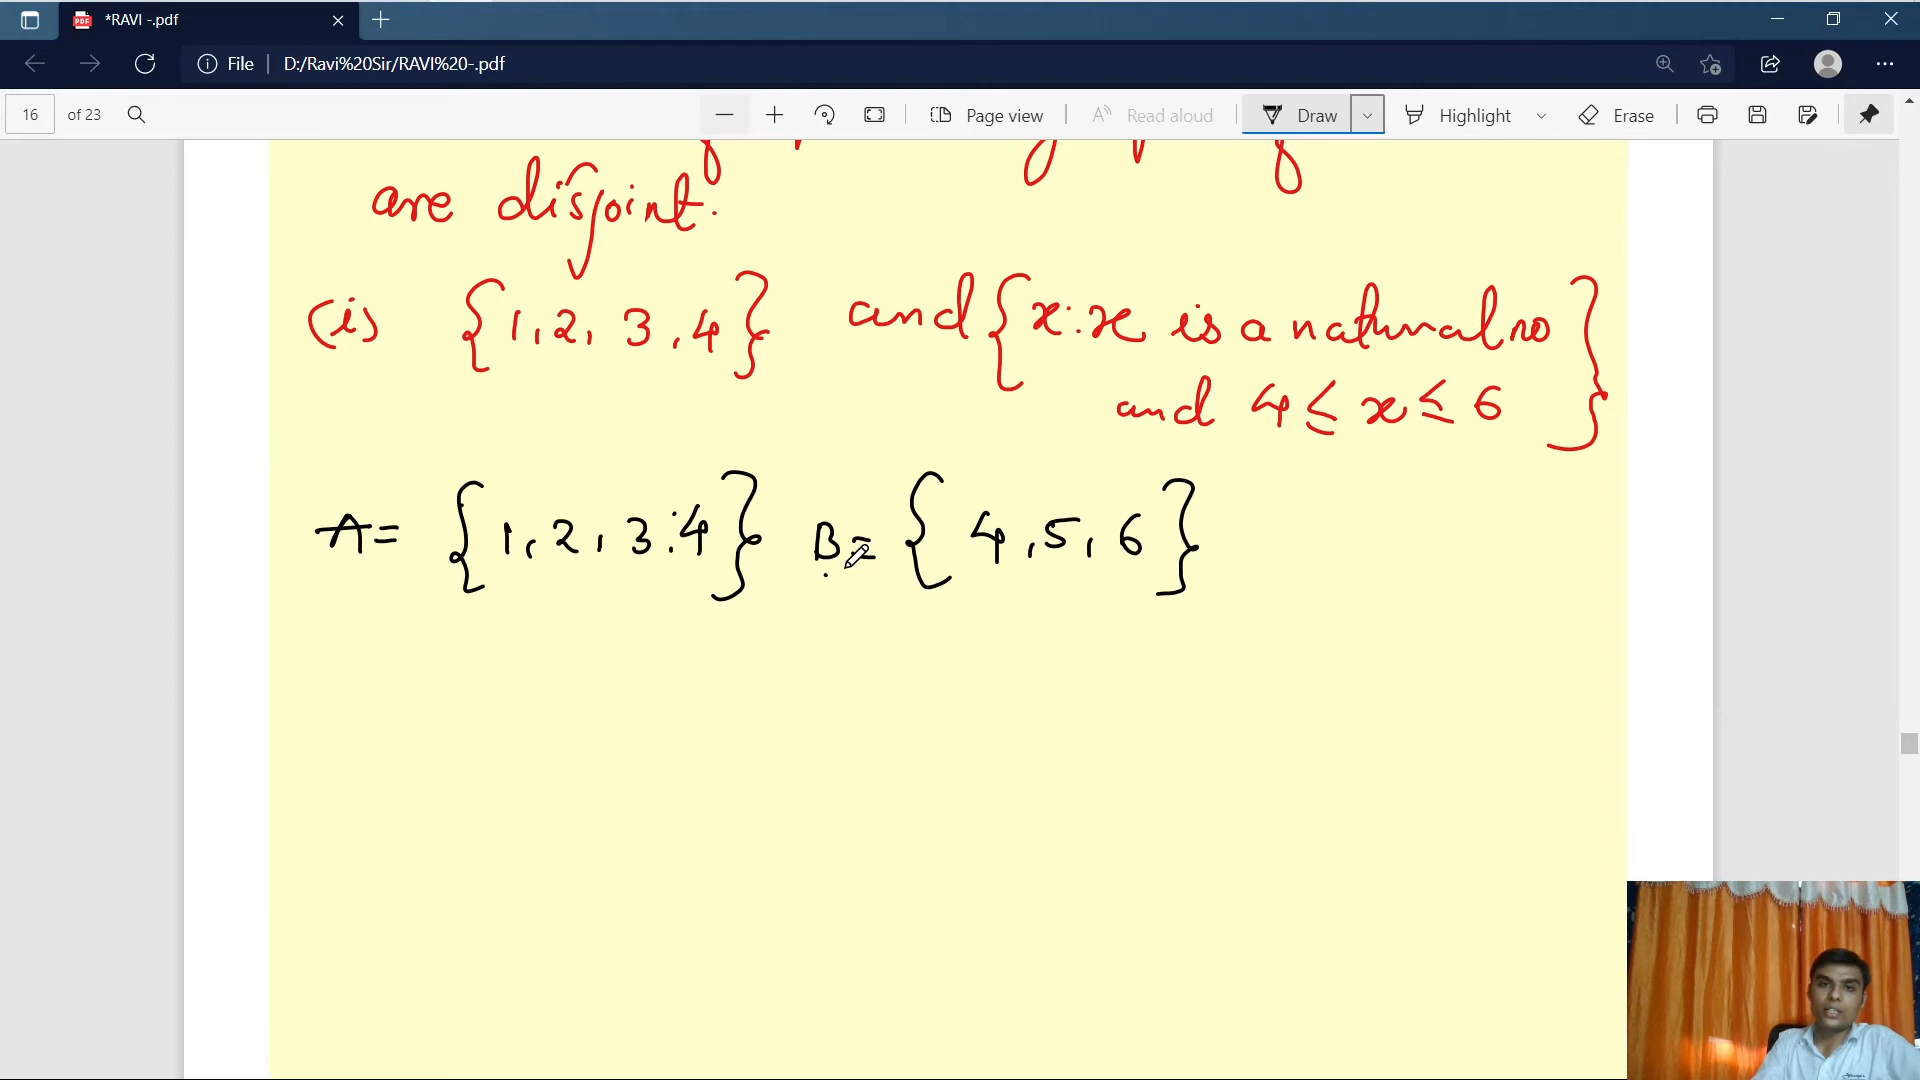 *RAVI -.pdf
File D:/Ravi%20Sir/RAVI%20-.pdf
16 of 23 Page view Read aloud Draw Highlight Erase
are disjoint.
(i) {1, 2, 3, 4} and {x : x is a natural no
and 4 ≤ x ≤ 6}
A = {1, 2, 3, 4} B = {4, 5, 6}